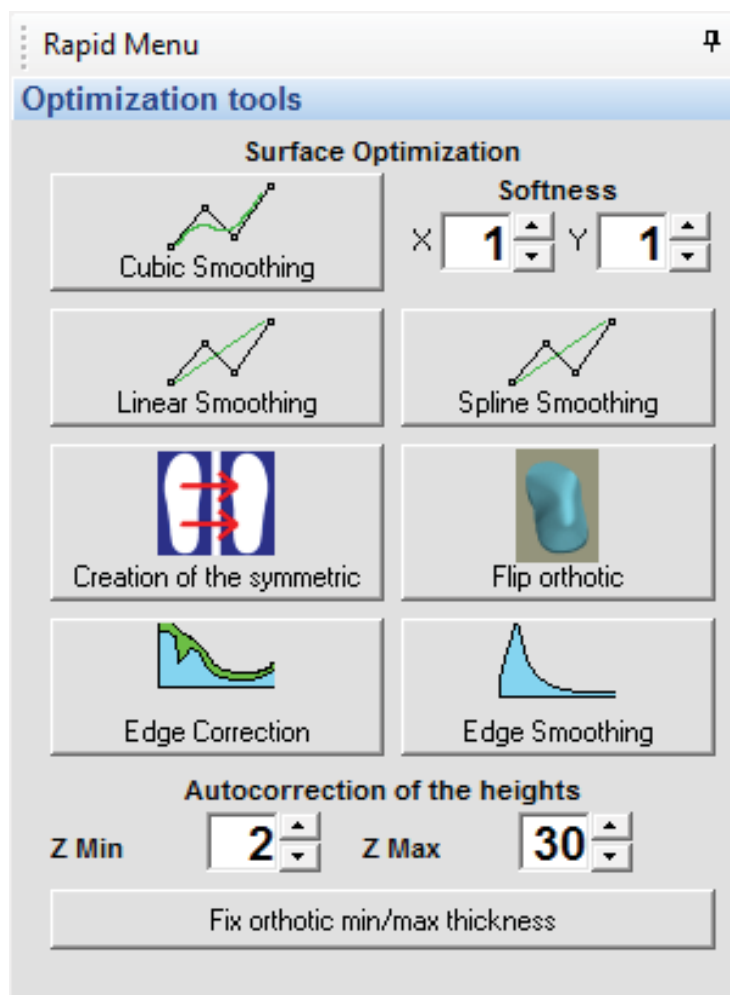 Rapid Menu
Optimization tools
Surface Optimization
Softness
X 1 Y 1
Cubic Smoothing
Linear Smoothing Spline Smoothing
Creation of the symmetric Flip orthotic
Edge Correction Edge Smoothing
Autocorrection of the heights
Z Min 2 Z Max 30
Fix orthotic min/max thickness